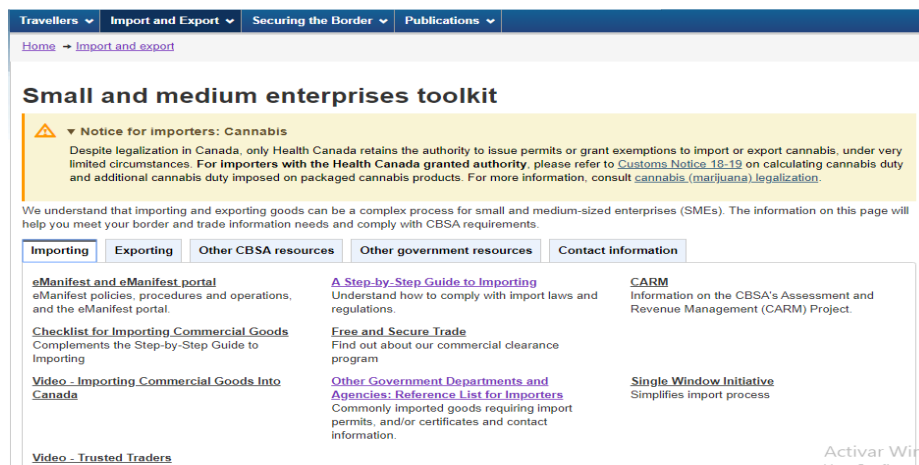 Travellers Import and Export Securing the Border Publications
Home → Import and export
Small and medium enterprises toolkit
▼ Notice for importers: Cannabis
Despite legalization in Canada, only Health Canada retains the authority to issue permits or grant exemptions to import or export cannabis, under very
limited circumstances. For importers with the Health Canada granted authority, please refer to Customs Notice 18-19 on calculating cannabis duty
and additional cannabis duty imposed on packaged cannabis products. For more information, consult cannabis (marijuana) legalization.
We understand that importing and exporting goods can be a complex process for small and medium-sized enterprises (SMEs). The information on this page will
help you meet your border and trade information needs and comply with CBSA requirements.
Importing Exporting Other CBSA resources Other government resources Contact information
eManifest and eManifest portal
eManifest policies, procedures and operations,
and the eManifest portal.
A Step-by-Step Guide to Importing
Understand how to comply with import laws and
regulations.
CARM
Information on the CBSA's Assessment and
Revenue Management (CARM) Project.
Checklist for Importing Commercial Goods
Complements the Step-by-Step Guide to
Importing
Free and Secure Trade
Find out about our commercial clearance
program
Video - Importing Commercial Goods Into
Canada
Other Government Departments and
Agencies: Reference List for Importers
Commonly imported goods requiring import
permits, and/or certificates and contact
information.
Single Window Initiative
Simplifies import process
Video - Trusted Traders
Activar Win